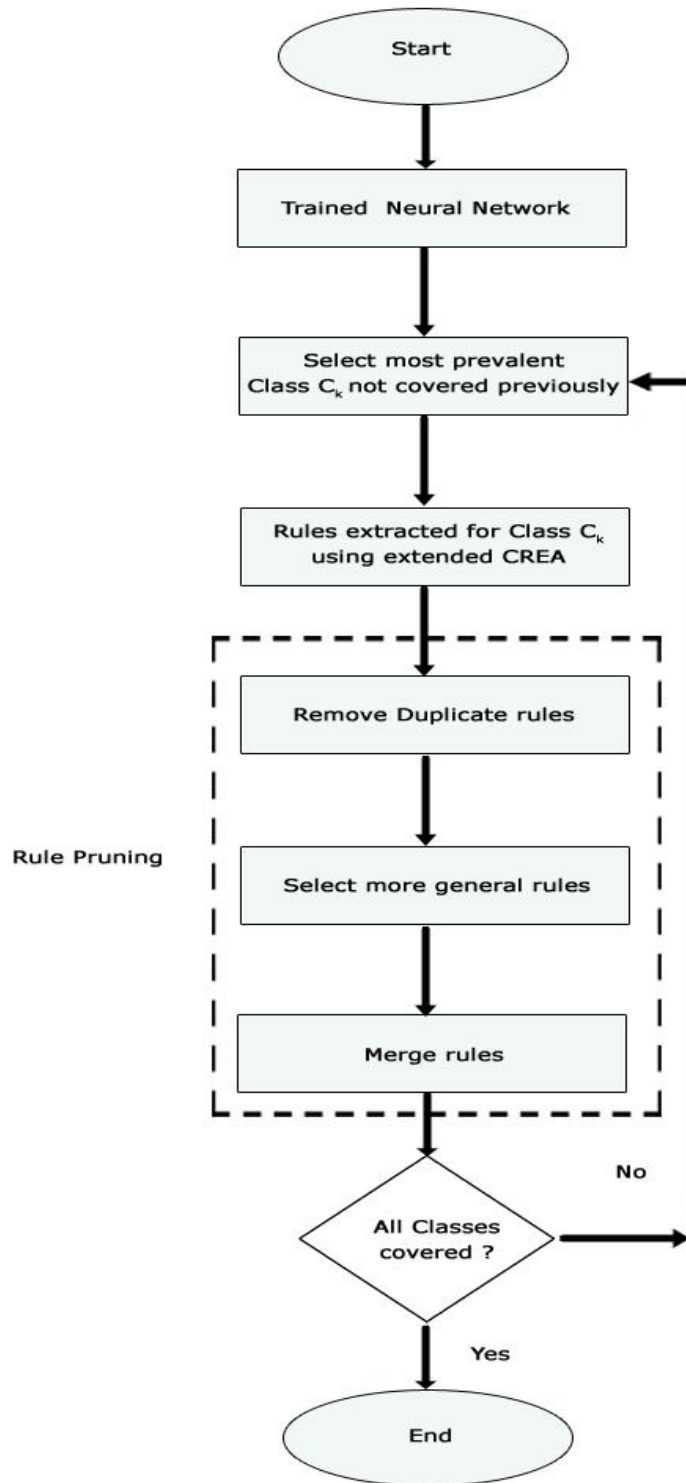 Start
Trained Neural Network
Select most prevalent
Class Cₖ not covered previously
Rules extracted for Class Cₖ
using extended CREA
Remove Duplicate rules
Rule Pruning
Select more general rules
Merge rules
No
All Classes
covered ?
Yes
End